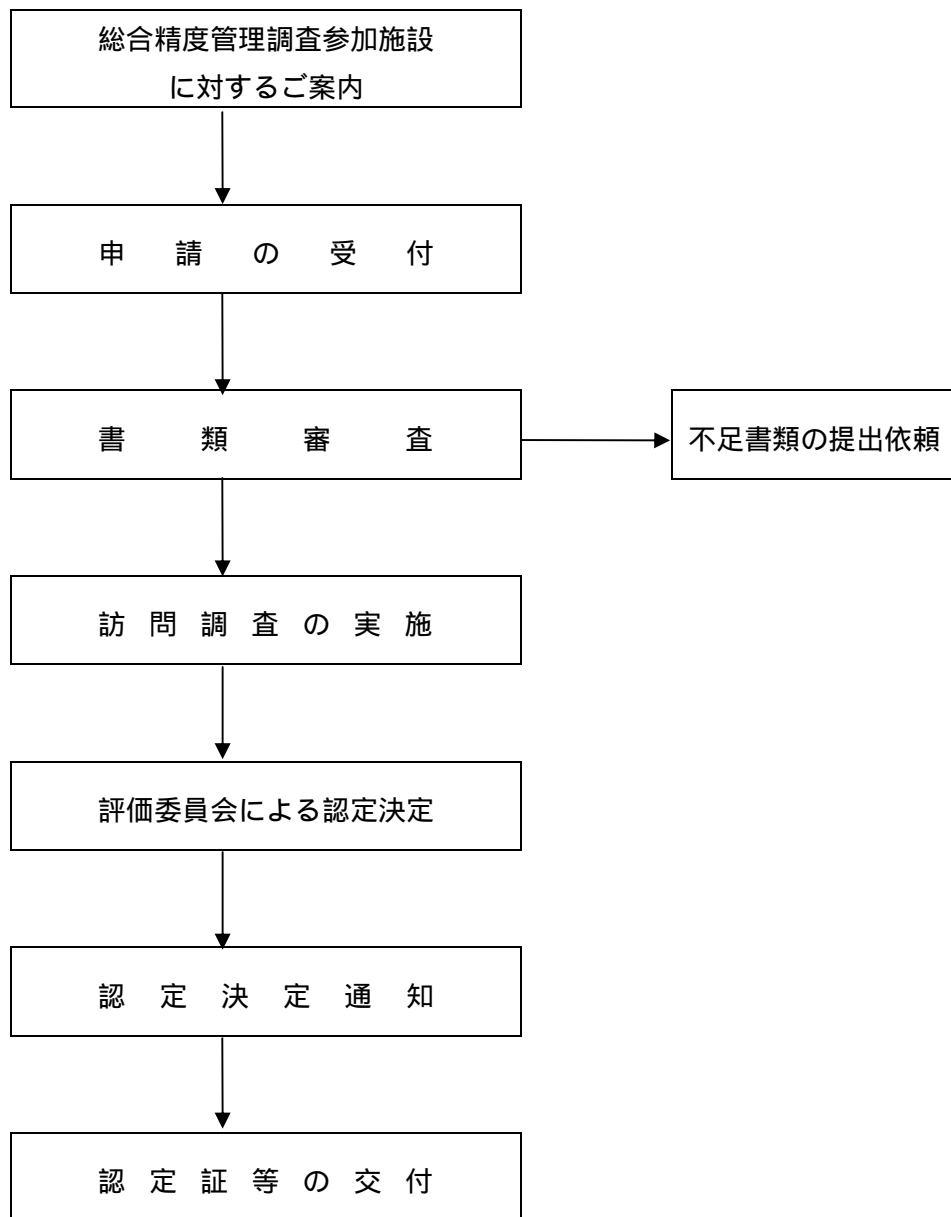 総合精度管理調査参加施設
に対するご案内
申請の受付
書類審査
不足書類の提出依頼
訪問調査の実施
評価委員会による認定決定
認定決定通知
認定証等の交付